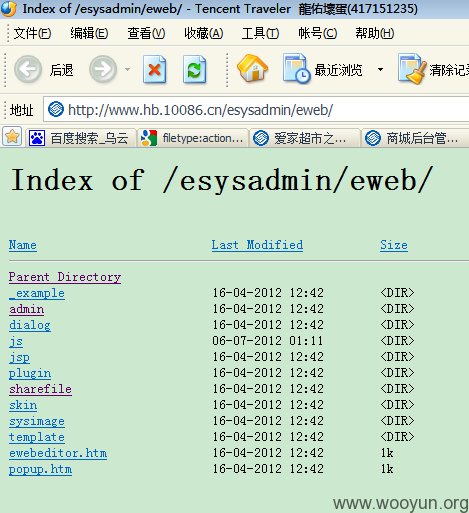 Index of /esysadmin/eweb/ - Tencent Traveler 龍佑壞蛋(417151235)
文件(F) 编辑(E) 查看(V) 收藏(A) 工具(T) 帐号(C) 帮助(H)
后退 最近浏览 清除记
地址 http://www.hb.10086.cn/esysadmin/eweb/
百度搜索_乌云 filetype:action... 爱家超市之... 商城后台管...
Index of /esysadmin/eweb/
Name Last Modified Size
Parent Directory
_example 16-04-2012 12:42 <DIR>
admin 16-04-2012 12:42 <DIR>
dialog 16-04-2012 12:42 <DIR>
js 06-07-2012 01:11 <DIR>
jsp 16-04-2012 12:42 <DIR>
plugin 16-04-2012 12:42 <DIR>
sharefile 16-04-2012 12:42 <DIR>
skin 16-04-2012 12:42 <DIR>
sysimage 16-04-2012 12:42 <DIR>
template 16-04-2012 12:42 <DIR>
ewebeditor.htm 16-04-2012 12:42 1k
popup.htm 16-04-2012 12:42 1k
www.wooyun.org